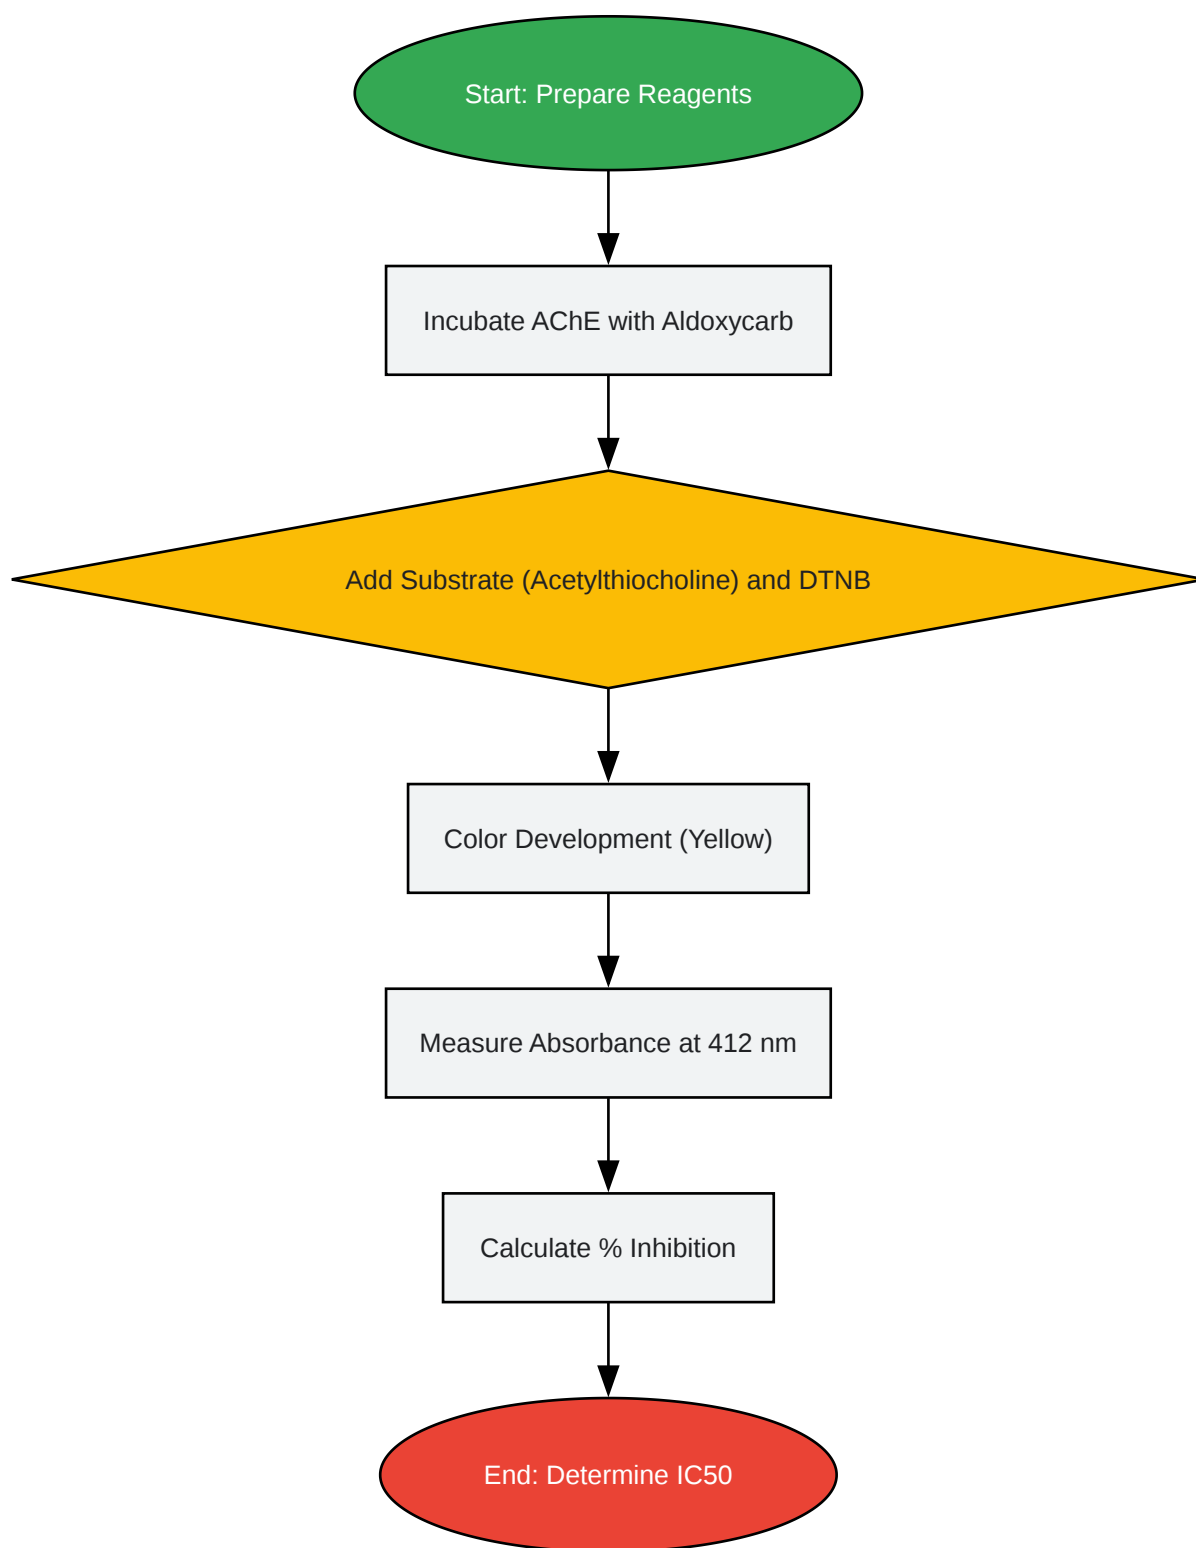 Start: Prepare Reagents
Incubate AChE with Aldoxycarb
Add Substrate (Acetylthiocholine) and DTNB
Color Development (Yellow)
Measure Absorbance at 412 nm
Calculate % Inhibition
End: Determine IC50